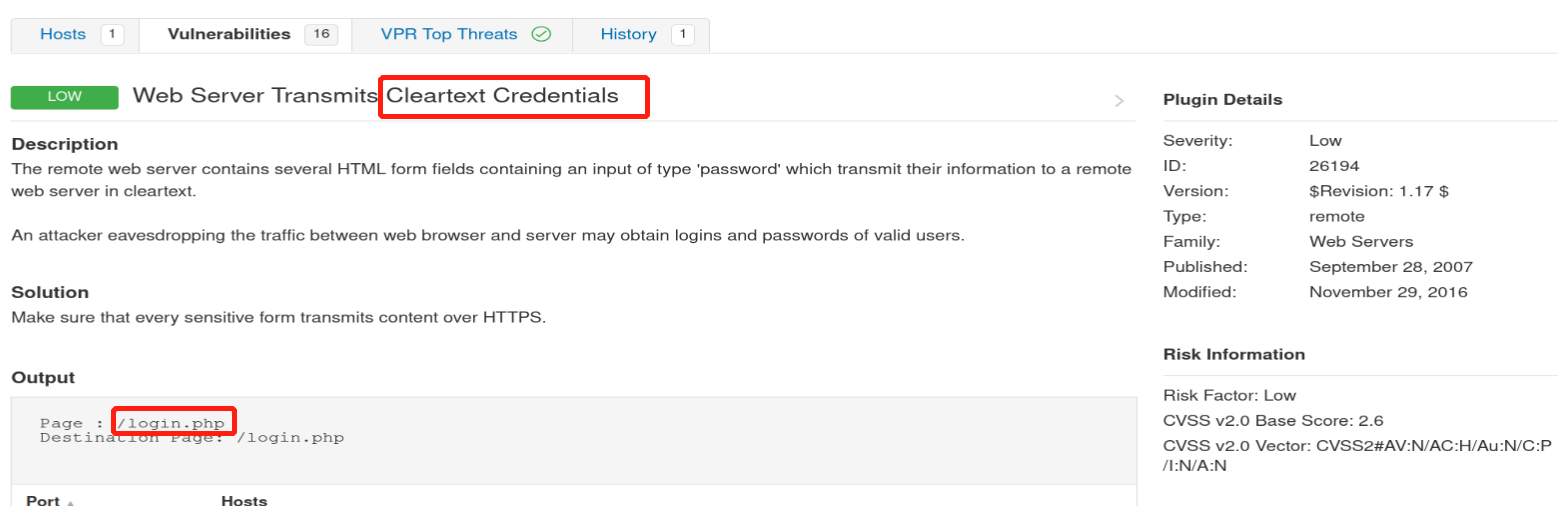 Hosts 1 Vulnerabilities 16 VPR Top Threats History 1
LOW Web Server Transmits Cleartext Credentials
Description
The remote web server contains several HTML form fields containing an input of type 'password' which transmit their information to a remote
web server in cleartext.
An attacker eavesdropping the traffic between web browser and server may obtain logins and passwords of valid users.
Solution
Make sure that every sensitive form transmits content over HTTPS.
Output
Page : /login.php
Destination Page: /login.php
Port Hosts
Plugin Details
Severity: Low
ID: 26194
Version: $Revision: 1.17 $
Type: remote
Family: Web Servers
Published: September 28, 2007
Modified: November 29, 2016
Risk Information
Risk Factor: Low
CVSS v2.0 Base Score: 2.6
CVSS v2.0 Vector: CVSS2#AV:N/AC:H/Au:N/C:P
/I:N/A:N